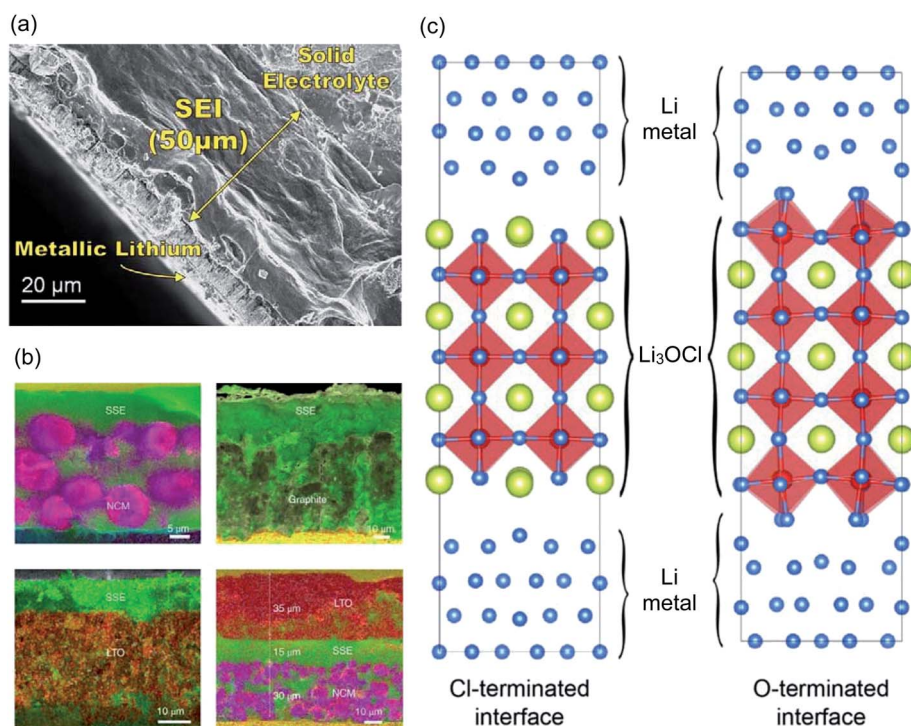 (a)
Solid
Electrolyte
SEI
(50µm)
Metallic Lithium
20 µm
(b)
SSE
NCM
5 µm
SSE
Graphite
10 µm
SSE
LTO
10 µm
LTO
35 µm
15 µm
SSE
30 µm
NCM
10 µm
(c)
Li
metal
Li₃OCl
Li
metal
Cl-terminated
interface
O-terminated
interface